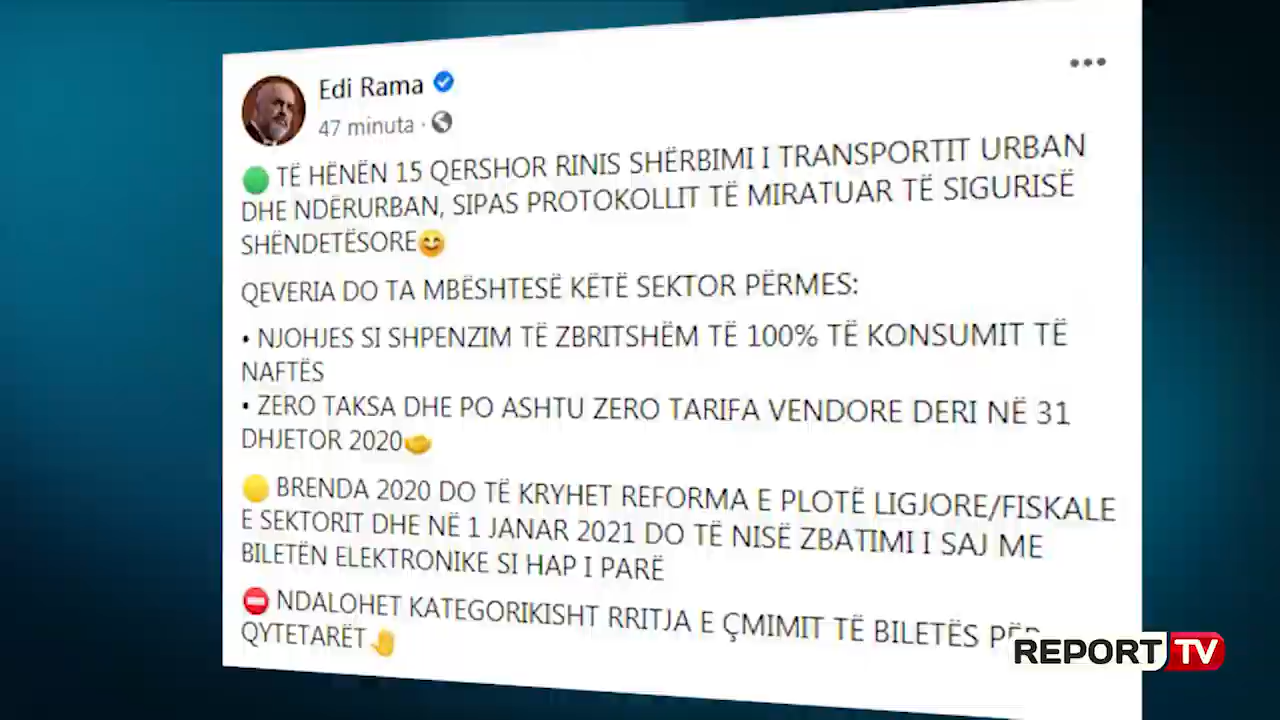 Edi Rama
47 minuta ·
TË HËNËN 15 QERSHOR RINIS SHËRBIMI I TRANSPORTIT URBAN
DHE NDËRURBAN, SIPAS PROTOKOLLIT TË MIRATUAR TË SIGURISË
SHËNDETËSORE😊
QEVERIA DO TA MBËSHTESË KËTË SEKTOR PËRMES:
• NJOHJES SI SHPENZIM TË ZBRITSHËM TË 100% TË KONSUMIT TË
NAFTËS
• ZERO TAKSA DHE PO ASHTU ZERO TARIFA VENDORE DERI NË 31
DHJETOR 2020
BRENDA 2020 DO TË KRYHET REFORMA E PLOTË LIGJORE/FISKALE
E SEKTORIT DHE NË 1 JANAR 2021 DO TË NISË ZBATIMI I SAJ ME
BILETËN ELEKTRONIKE SI HAP I PARË
NDALOHET KATEGORIKISHT RRITJA E ÇMIMIT TË BILETËS PËR
QYTETARËT
REPORT TV